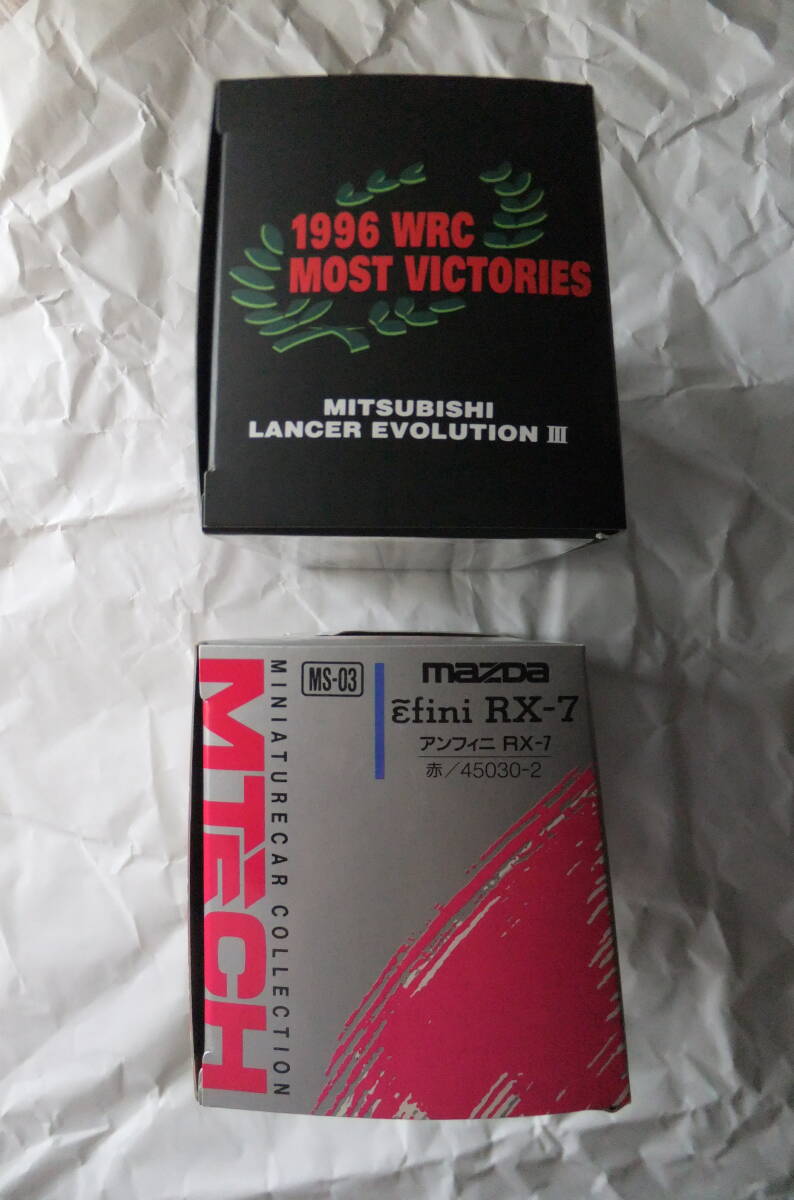 1996 WRC
MOST VICTORIES
MITSUBISHI
LANCER EVOLUTION III
MTECH
MINIATURECAR COLLECTION
MS-03
mazda
ε̃fini RX-7
アンフィニ RX-7
赤/45030-2